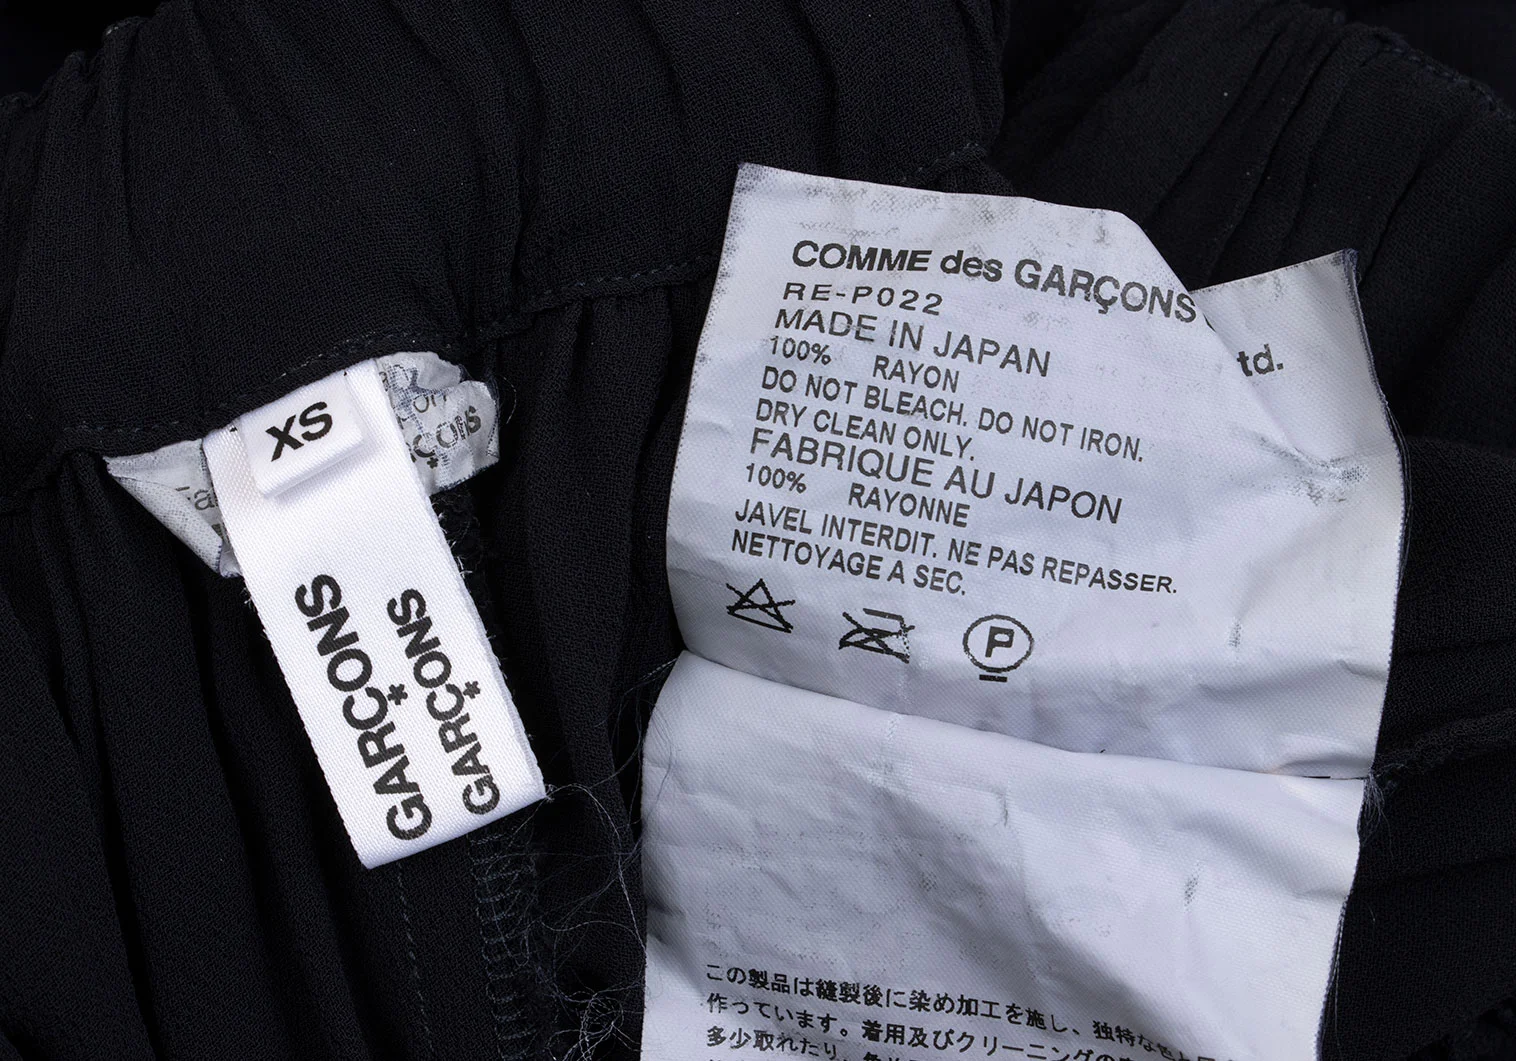 XS
GARÇONS
GARÇONS
COMME des GARÇONS
td.
RE-P022
MADE IN JAPAN
100% RAYON
DO NOT BLEACH. DO NOT IRON.
DRY CLEAN ONLY.
FABRIQUE AU JAPON
100% RAYONNE
JAVEL INTERDIT. NE PAS REPASSER.
NETTOYAGE A SEC.
P
この製品は縫製後に染め加工を施し、独特な色と
作っています。着用及びクリーニングの
多少取れたり、